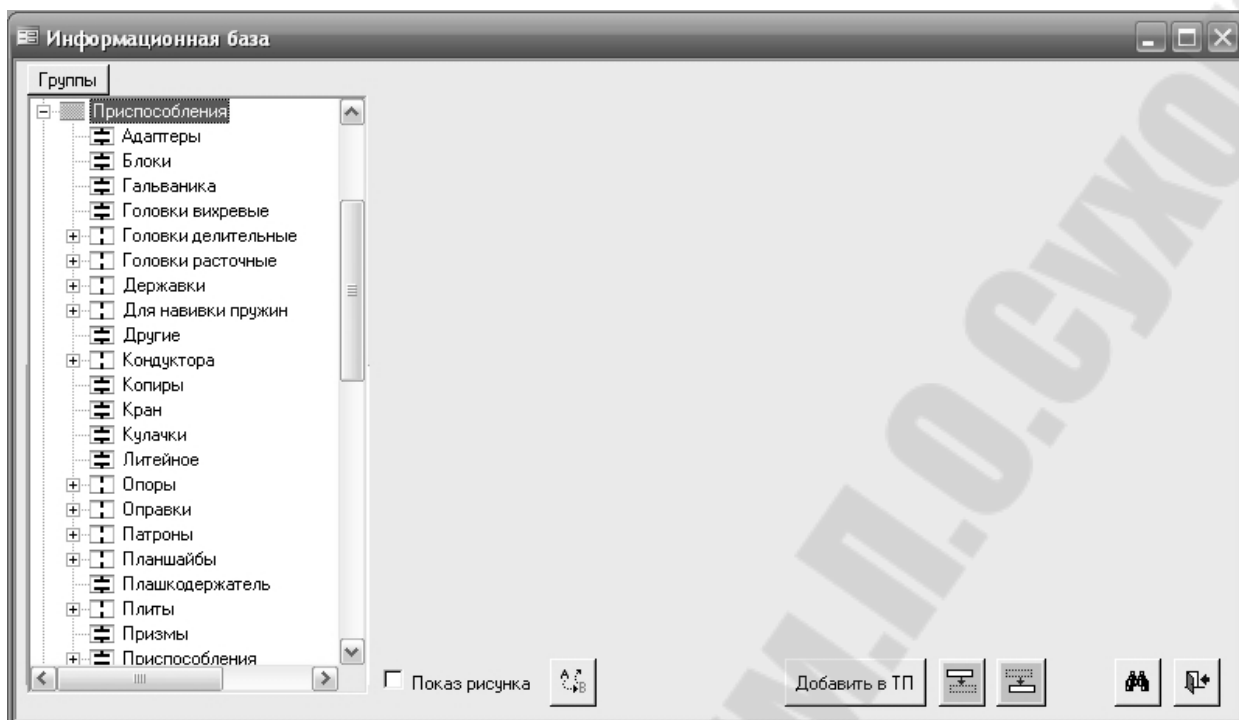 Информационная база
Группы
Приспособления
Адаптеры
Блоки
Гальваника
Головки вихревые
Головки делительные
Головки расточные
Державки
Для навивки пружин
Другие
Кондуктора
Копиры
Кран
Кулачки
Литейное
Опоры
Оправки
Патроны
Планшайбы
Плашкодержатель
Плиты
Призмы
Приспособления
Показ рисунка
A B
Добавить в ТП
М.П.О.Сухо